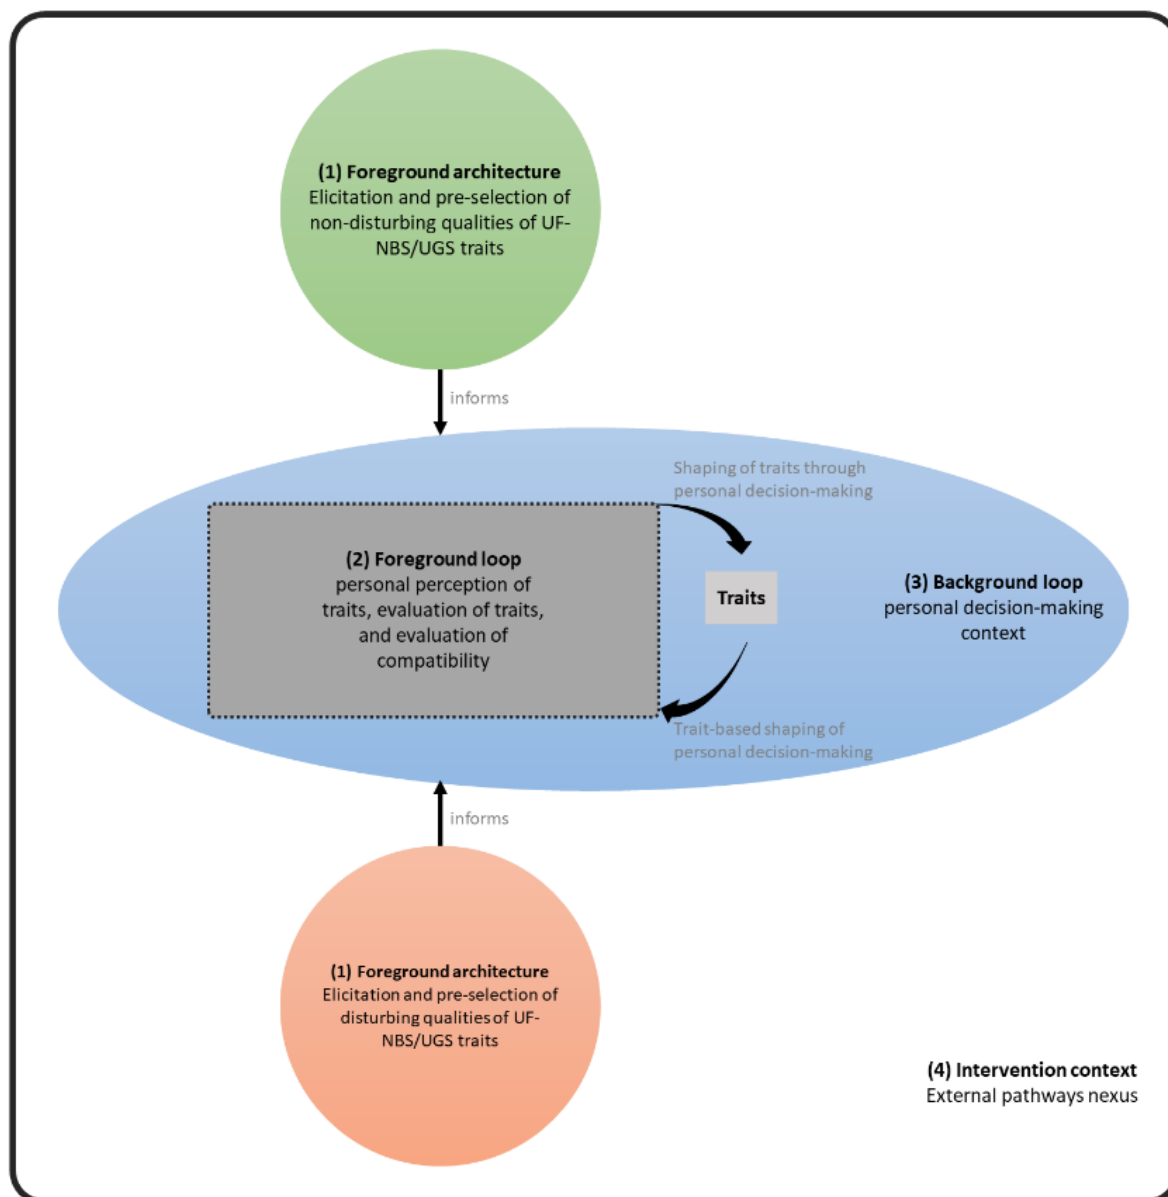 (1) Foreground architecture
Elicitation and pre-selection of
non-disturbing qualities of UF-
NBS/UGS traits
informs
Shaping of traits through
personal decision-making
(2) Foreground loop
personal perception of
traits, evaluation of traits,
and evaluation of
compatibility
Traits
(3) Background loop
personal decision-making
context
Trait-based shaping of
personal decision-making
informs
(1) Foreground architecture
Elicitation and pre-selection of
disturbing qualities of UF-
NBS/UGS traits
(4) Intervention context
External pathways nexus